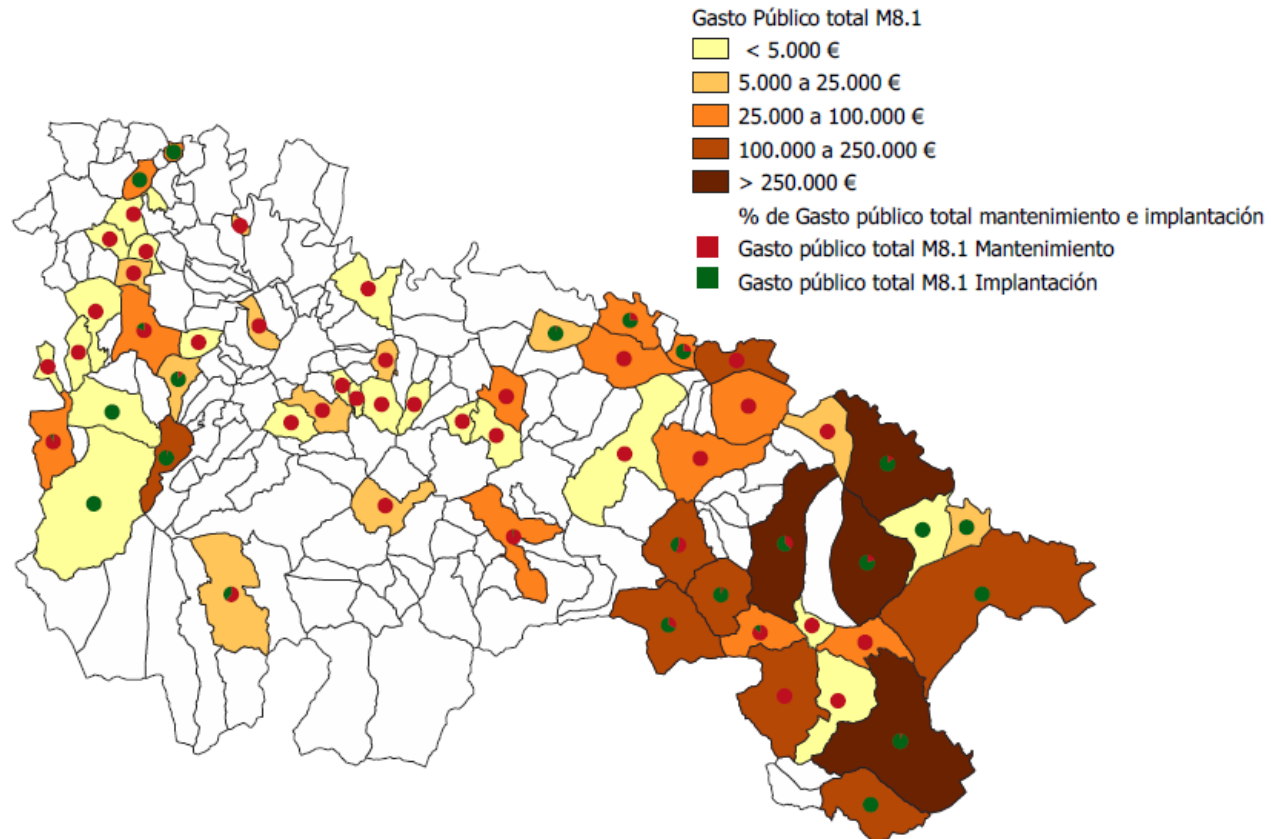 Gasto Público total M8.1
< 5.000 €
5.000 a 25.000 €
25.000 a 100.000 €
100.000 a 250.000 €
> 250.000 €
% de Gasto público total mantenimiento e implantación
Gasto público total M8.1 Mantenimiento
Gasto público total M8.1 Implantación